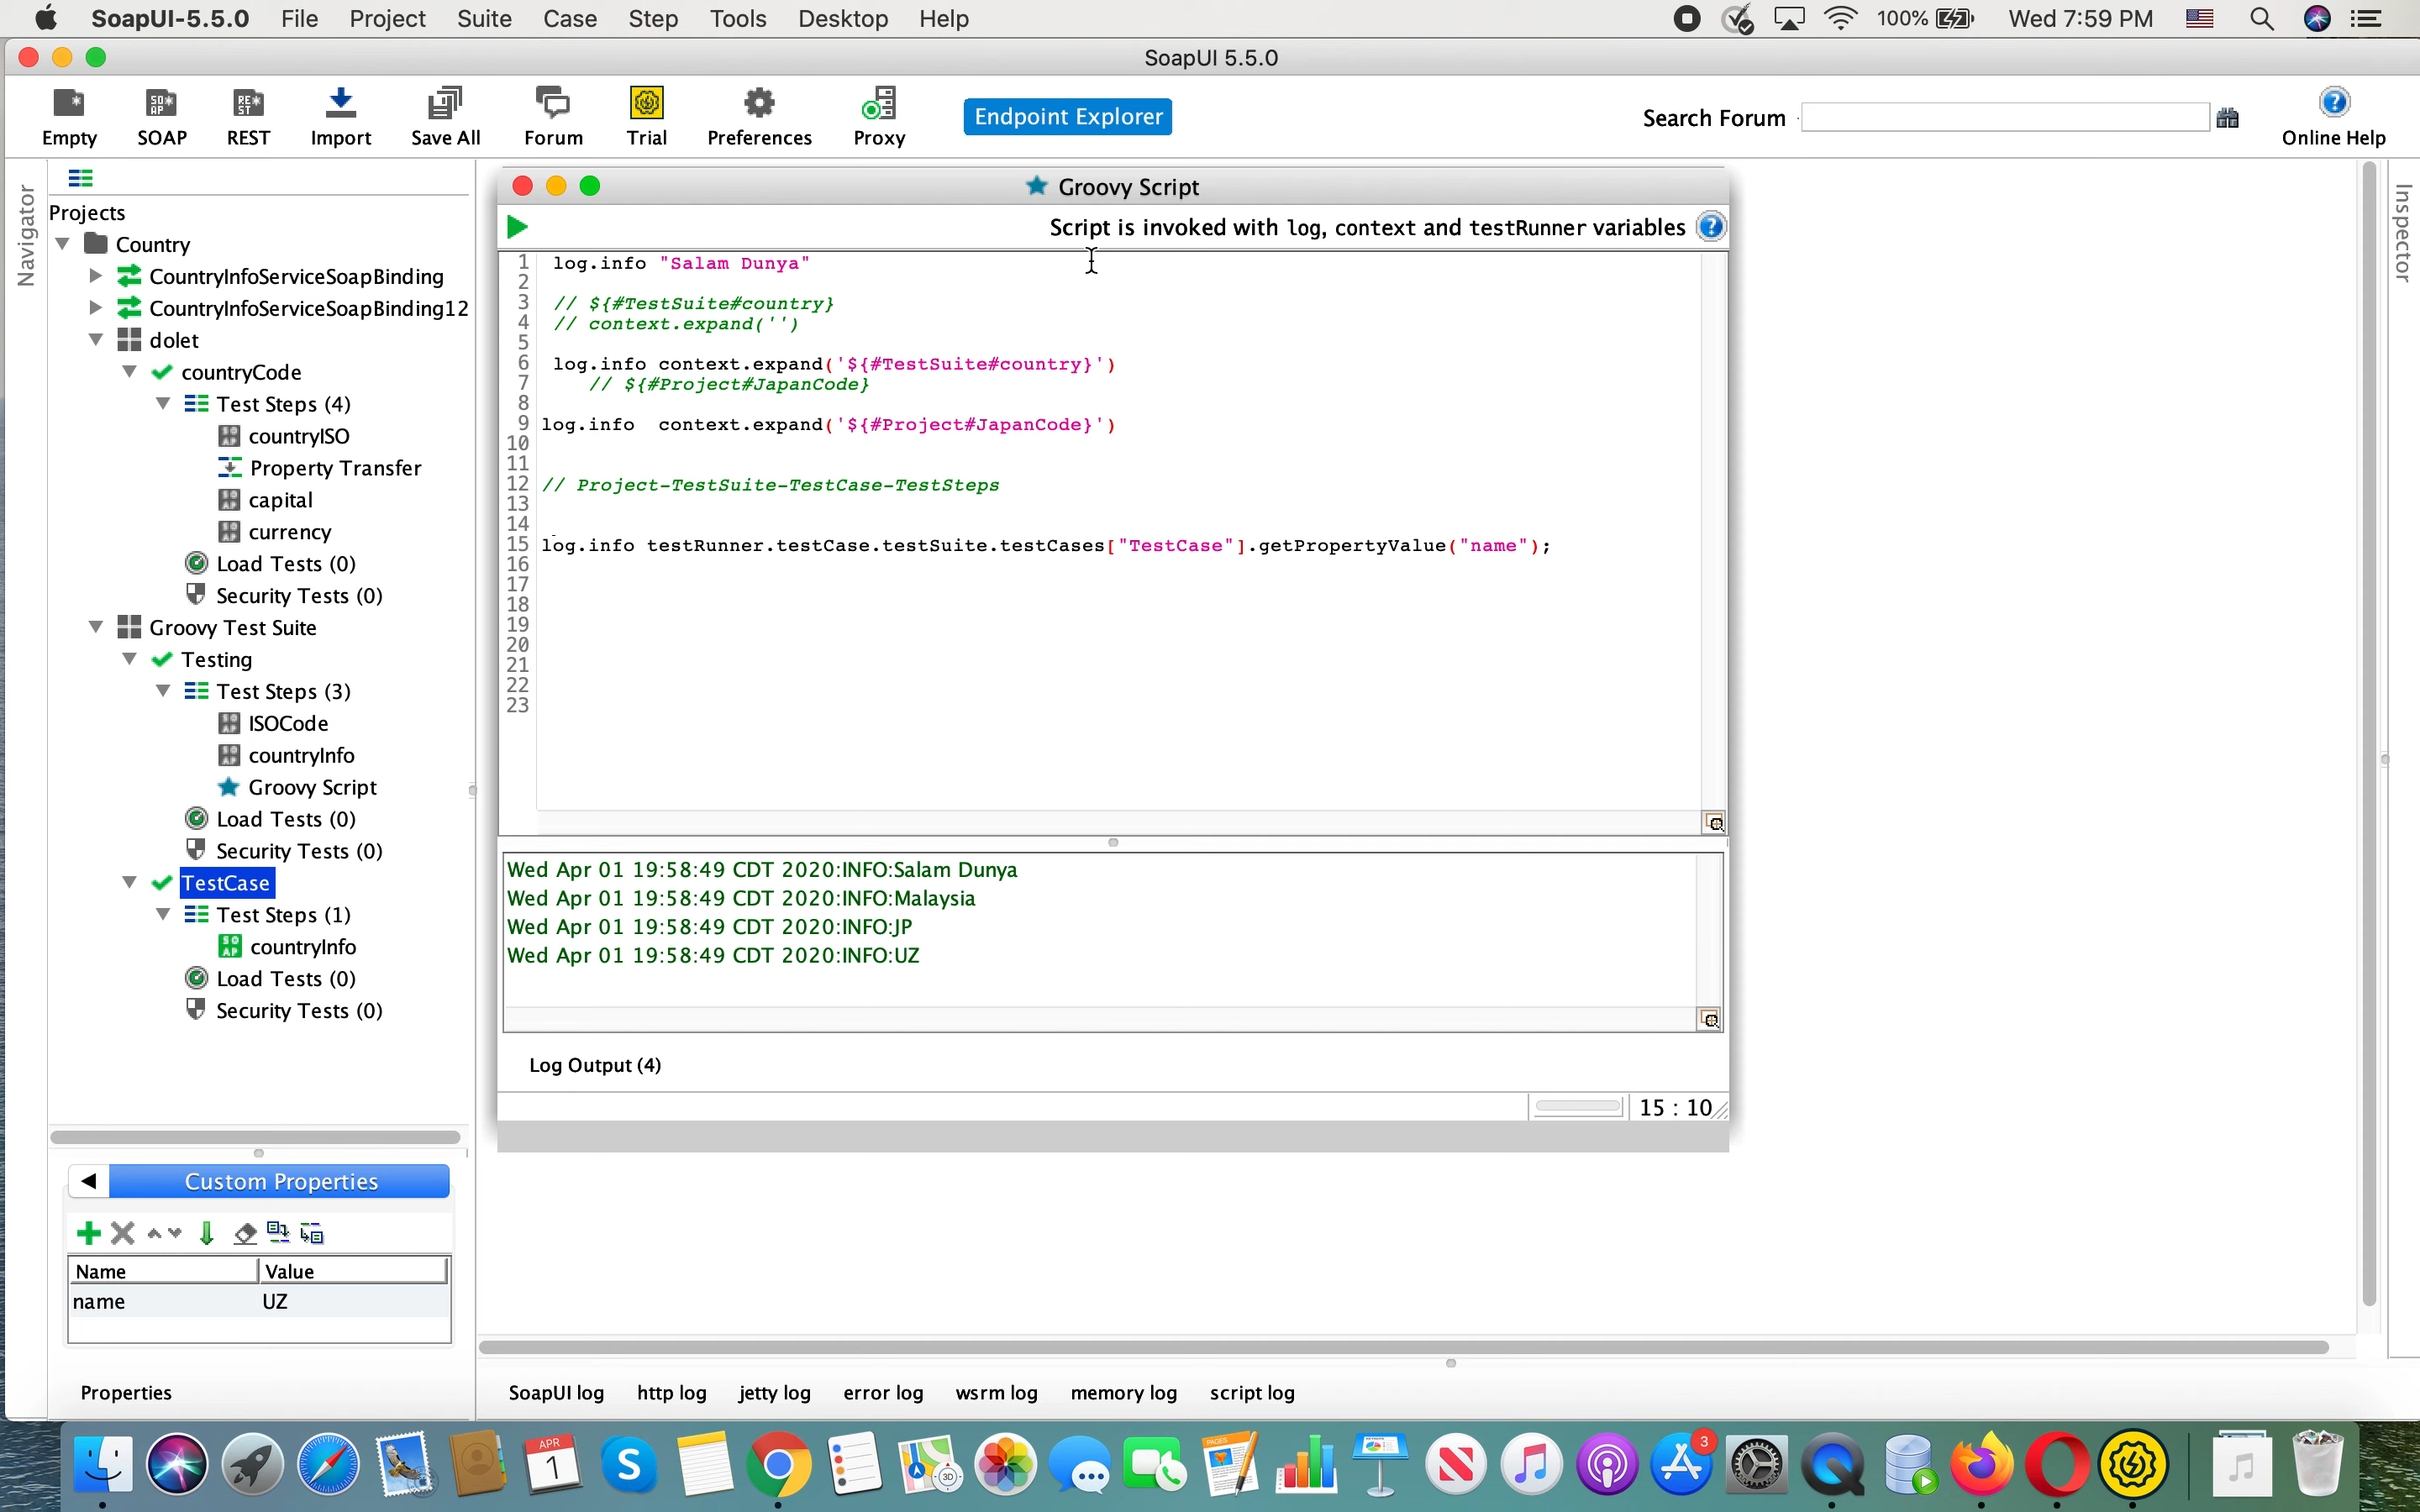 SoapUI-5.5.0 File Project Suite Case Step Tools Desktop Help 100% Wed 7:59 PM
SoapUI 5.5.0
Empty SOAP REST Import Save All Forum Trial Preferences Proxy Endpoint Explorer Search Forum Online Help
Navigator
Inspector
Projects
Country
CountryInfoServiceSoapBinding
CountryInfoServiceSoapBinding12
dolet
countryCode
Test Steps (4)
countryISO
Property Transfer
capital
currency
Load Tests (0)
Security Tests (0)
Groovy Test Suite
Testing
Test Steps (3)
ISOCode
countryInfo
Groovy Script
Load Tests (0)
Security Tests (0)
TestCase
Test Steps (1)
countryInfo
Load Tests (0)
Security Tests (0)
Custom Properties
Name Value
name UZ
Properties
Groovy Script
Script is invoked with log, context and testRunner variables
1 log.info "Salam Dunya"
2
3 // ${#TestSuite#country}
4 // context.expand('')
5
6 log.info context.expand('${#TestSuite#country}')
7 // ${#Project#JapanCode}
8
9 log.info context.expand('${#Project#JapanCode}')
10
11
12 // Project-TestSuite-TestCase-TestSteps
13
14
15 log.info testRunner.testCase.testSuite.testCases["TestCase"].getPropertyValue("name");
16
17
18
19
20
21
22
23
Wed Apr 01 19:58:49 CDT 2020:INFO:Salam Dunya
Wed Apr 01 19:58:49 CDT 2020:INFO:Malaysia
Wed Apr 01 19:58:49 CDT 2020:INFO:JP
Wed Apr 01 19:58:49 CDT 2020:INFO:UZ
Log Output (4)
15 : 10
SoapUI log http log jetty log error log wsrm log memory log script log
APR
1
3D
PAGES
3